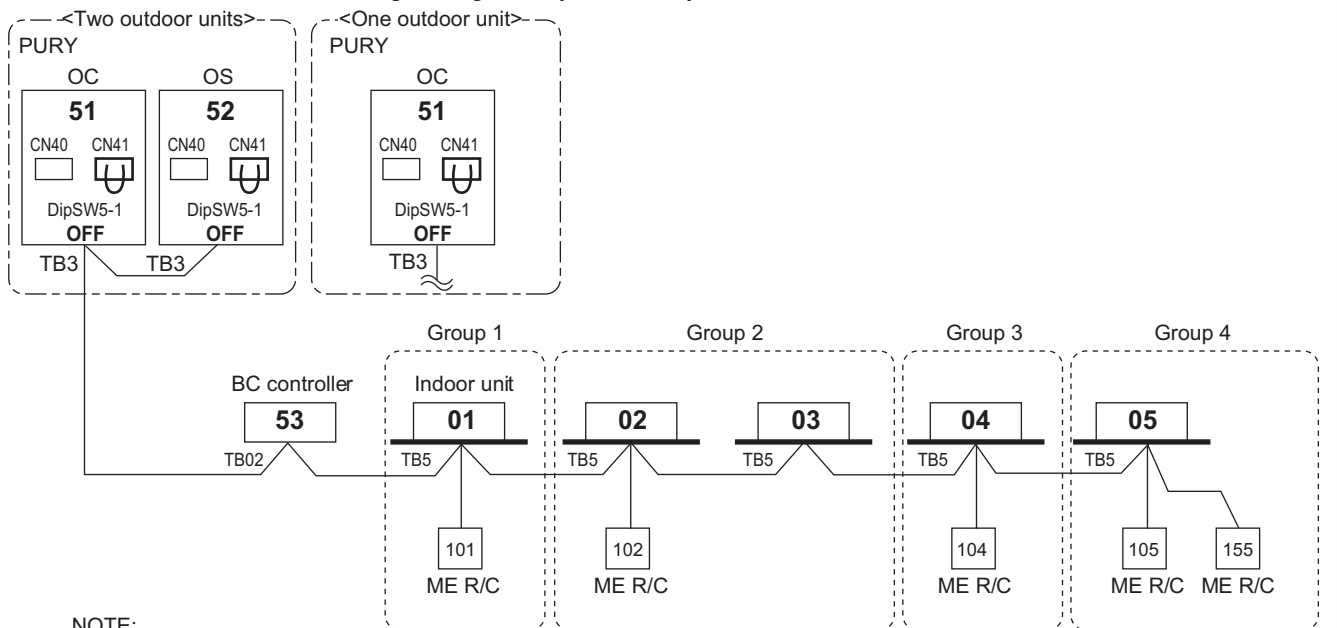 <Two outdoor units>
<One outdoor unit>
PURY
PURY
OC
OS
OC
51
52
51
CN40 CN41
CN40 CN41
CN40 CN41
DipSW5-1
DipSW5-1
DipSW5-1
OFF
OFF
OFF
TB3
TB3
TB3
Group 1
Group 2
Group 3
Group 4
BC controller
Indoor unit
53
01
02
03
04
05
TB02
TB5
TB5
TB5
TB5
TB5
101
102
104
105
155
ME R/C
ME R/C
ME R/C
ME R/C
ME R/C
NOTE: